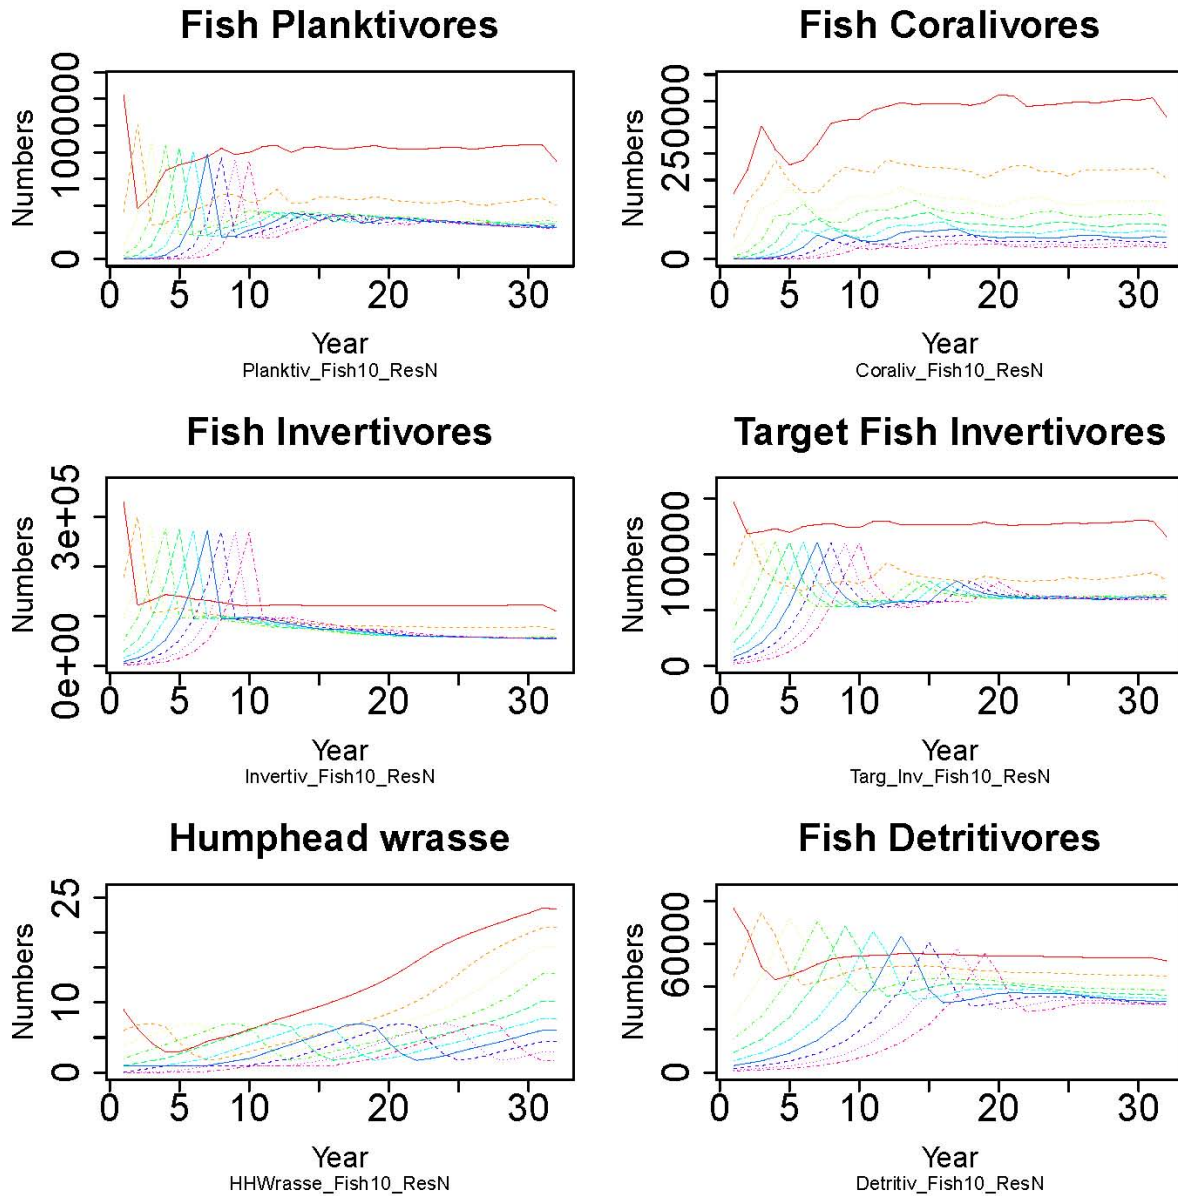 Fish Planktivores
Numbers
0 1000000
0 5 10 20 30
Year
Planktiv_Fish10_ResN
Fish Coralivores
Numbers
0 250000
0 5 10 20 30
Year
Coraliv_Fish10_ResN
Fish Invertivores
Numbers
0e+00 3e+05
0 5 10 20 30
Year
Invertiv_Fish10_ResN
Target Fish Invertivores
Numbers
0 100000
0 5 10 20 30
Year
Targ_Inv_Fish10_ResN
Humphead wrasse
Numbers
0 10 25
0 5 10 20 30
Year
HHWrasse_Fish10_ResN
Fish Detritivores
Numbers
0 60000
0 5 10 20 30
Year
Detritiv_Fish10_ResN